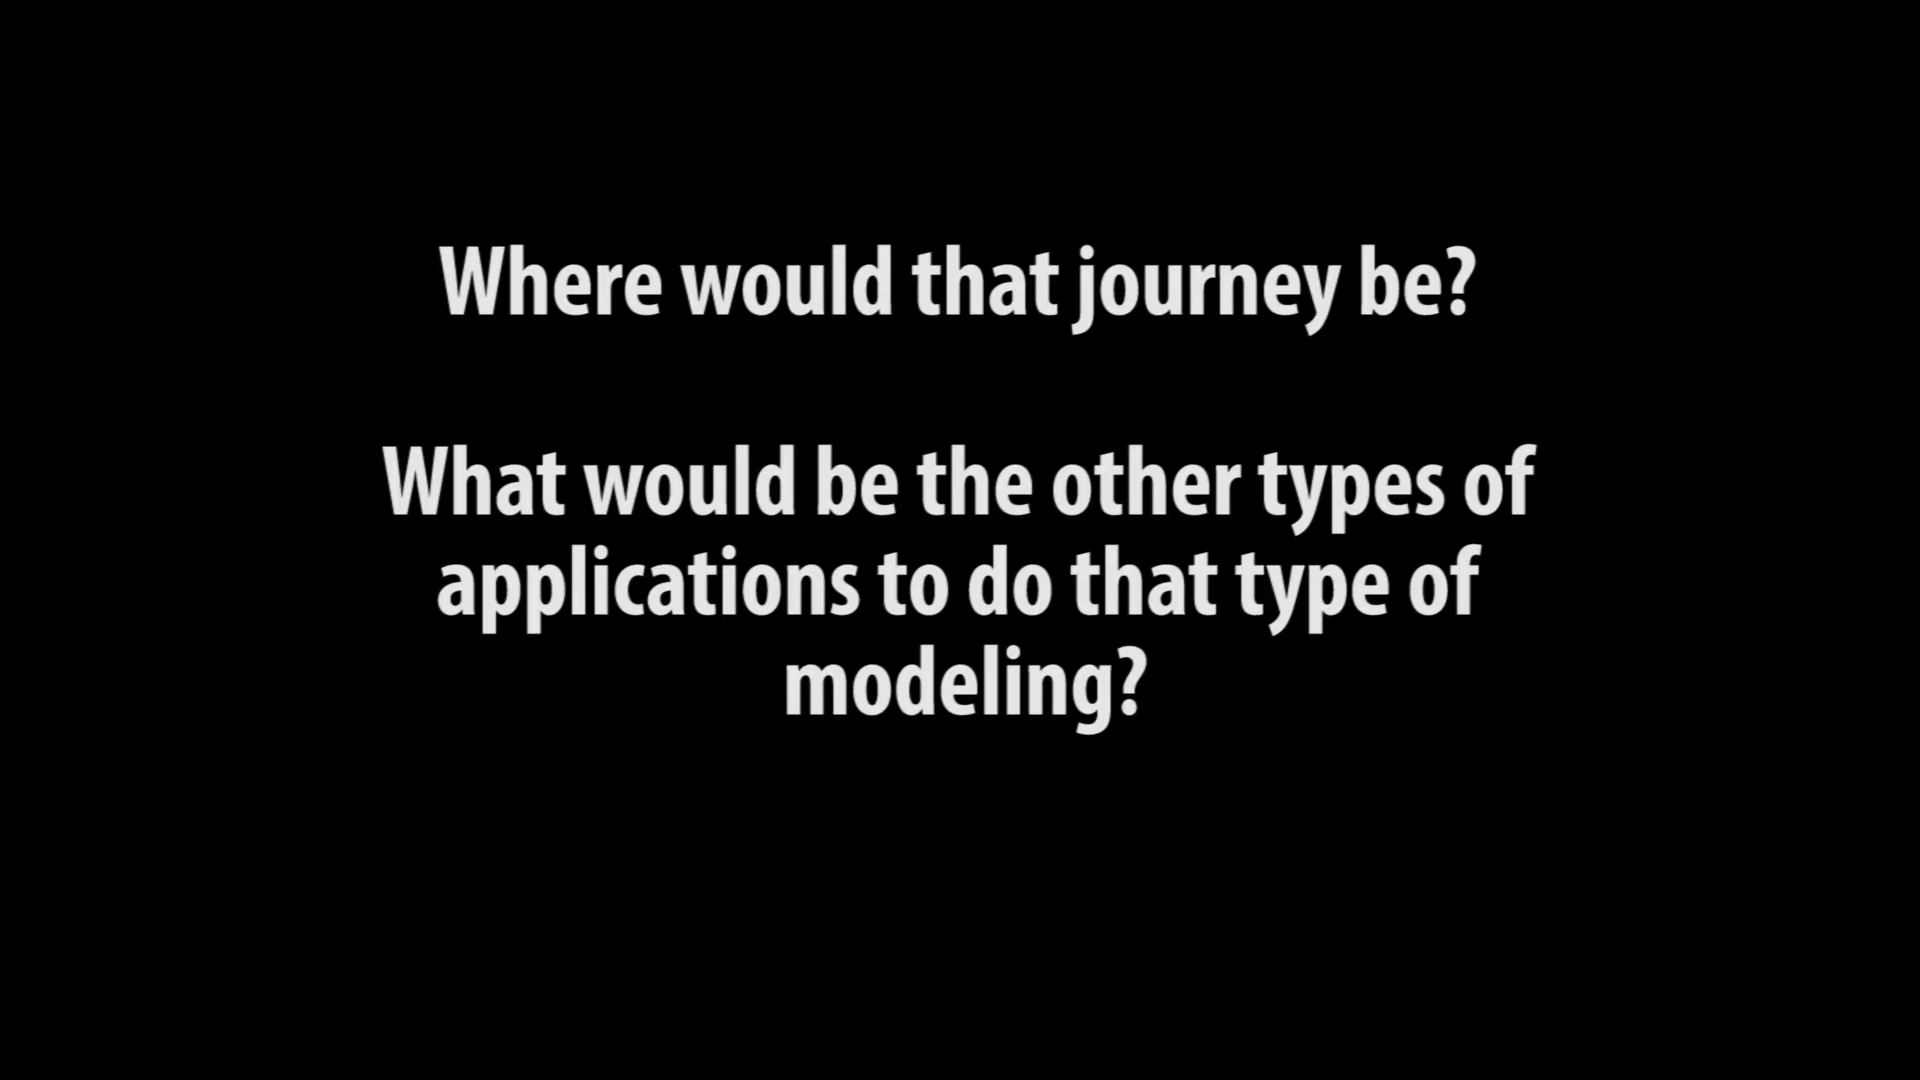 Where would that journey be?
What would be the other types of
applications to do that type of
modeling?